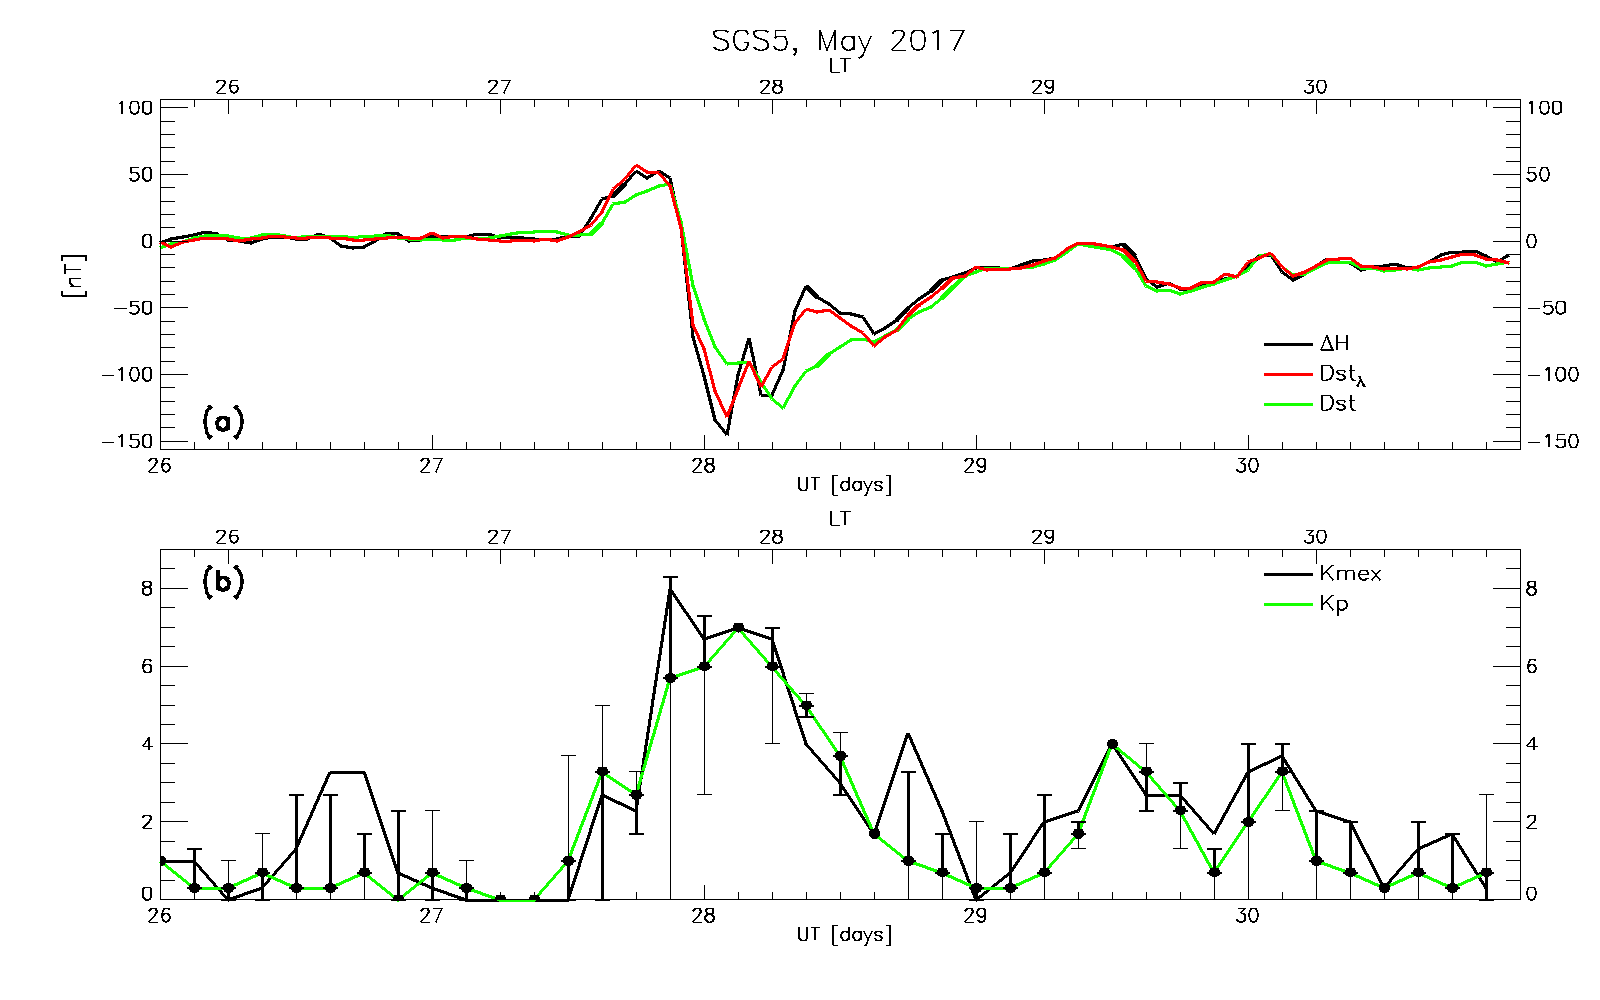 SGS5, May 2017
LT
26 27 28 29 30
100 100
50 50
0 0
[nT]
−50 −50
ΔH
−100 Dstλ −100
Dst
(a)
−150 −150
26 27 28 29 30
UT [days]
LT
26 27 28 29 30
(b)
Kmex
8 8
Kp
6 6
4 4
2 2
0 0
26 27 28 29 30
UT [days]